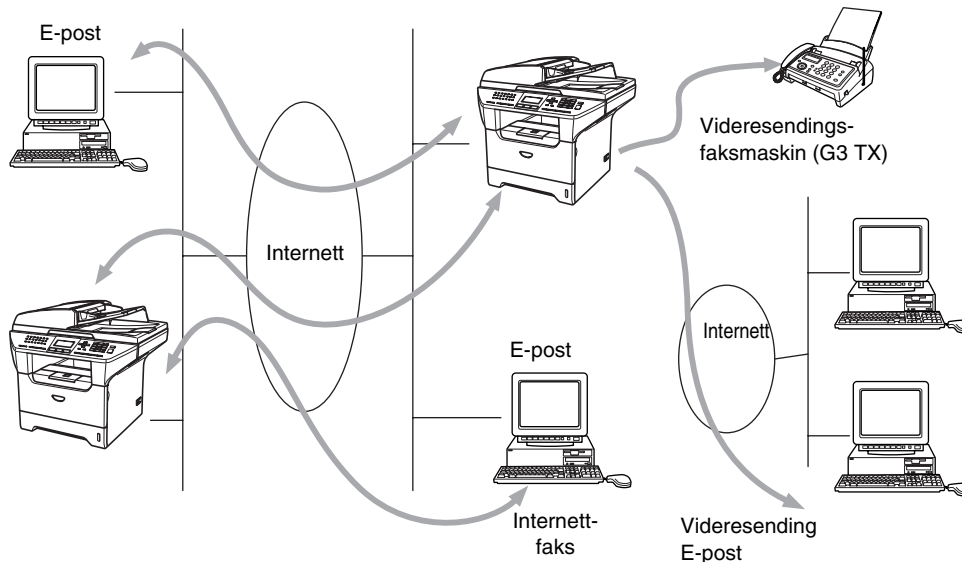 E-post
Videresendings-
faksmaskin (G3 TX)
Internett
Internett
E-post
Internett-
faks
Videresending
E-post